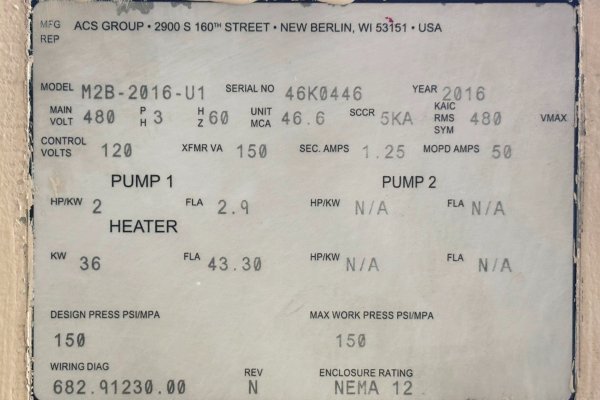 MFG REP ACS GROUP • 2900 S 160TH STREET • NEW BERLIN, WI 53151 • USA
MODEL M2B-2016-U1 SERIAL NO 46K0446 YEAR 2016
MAIN VOLT 480 PH 3 HZ 60 UNIT MCA 46.6 SCCR 5KA KAIC RMS SYM 480 VMAX
CONTROL VOLTS 120 XFMR VA 150 SEC. AMPS 1.25 MOPD AMPS 50
PUMP 1 PUMP 2
HP/KW 2 FLA 2.9 HP/KW N/A FLA N/A
HEATER
KW 36 FLA 43.30 HP/KW N/A FLA N/A
DESIGN PRESS PSI/MPA MAX WORK PRESS PSI/MPA
150 150
WIRING DIAG REV ENCLOSURE RATING
682.91230.00 N NEMA 12